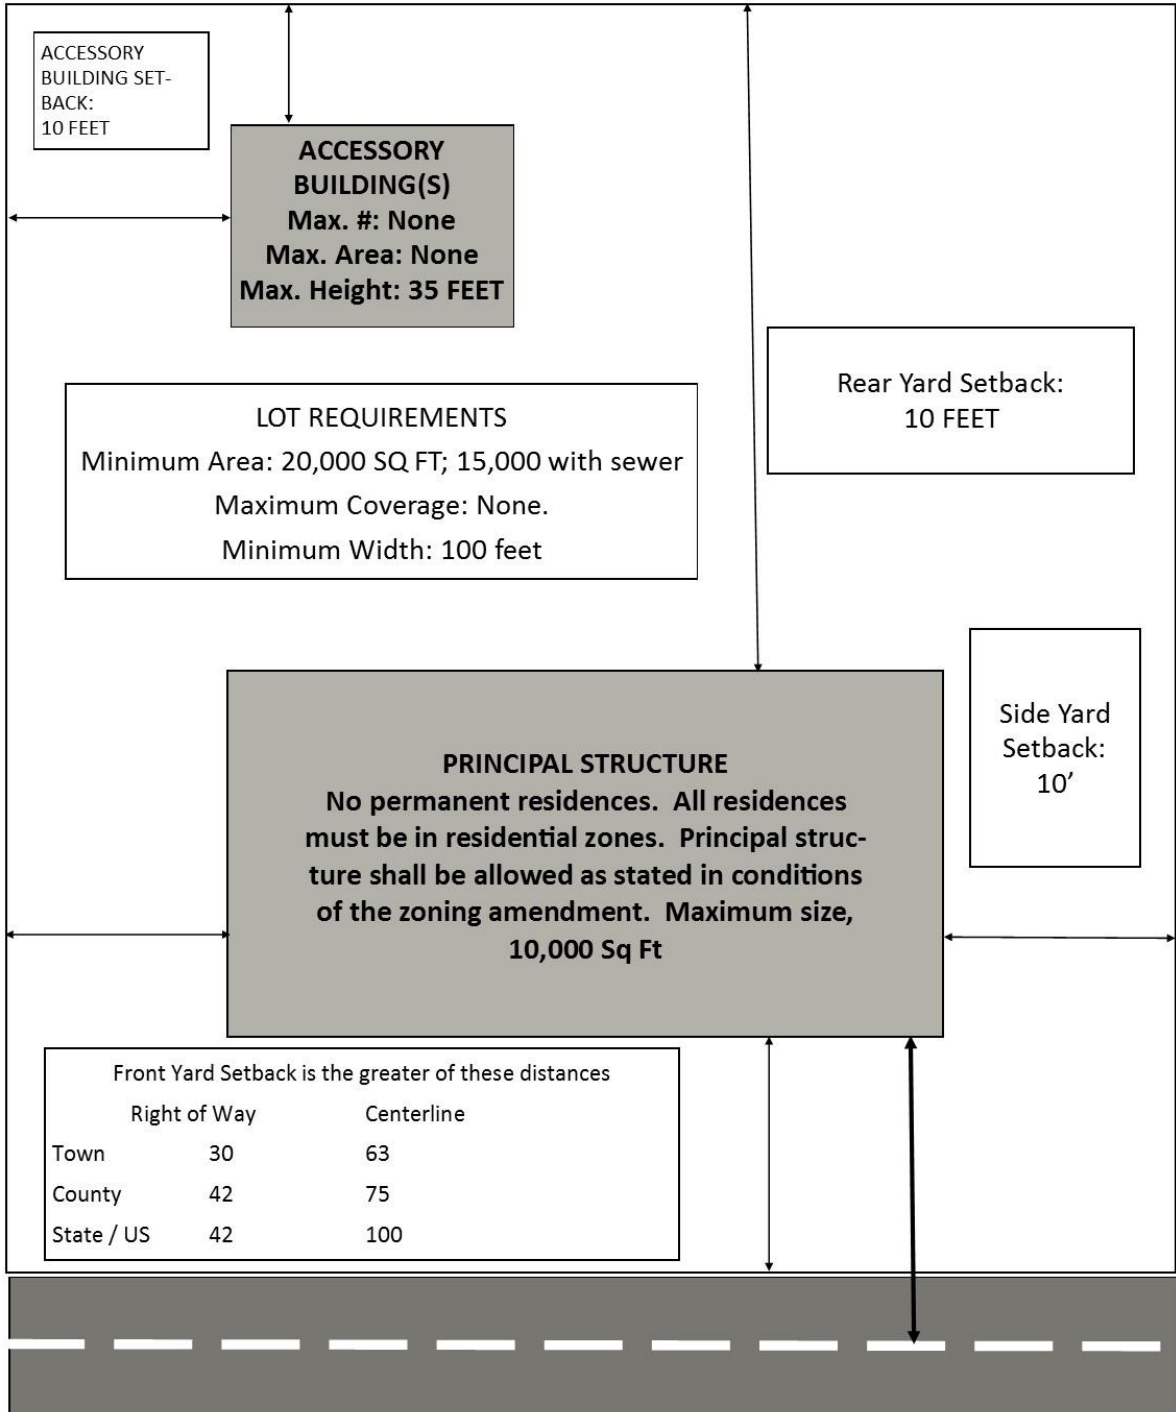 ACCESSORY
BUILDING SET-
BACK:
10 FEET
ACCESSORY
BUILDING(S)
Max. #: None
Max. Area: None
Max. Height: 35 FEET
Rear Yard Setback:
10 FEET
LOT REQUIREMENTS
Minimum Area: 20,000 SQ FT; 15,000 with sewer
Maximum Coverage: None.
Minimum Width: 100 feet
Side Yard
Setback:
10’
PRINCIPAL STRUCTURE
No permanent residences. All residences
must be in residential zones. Principal struc-
ture shall be allowed as stated in conditions
of the zoning amendment. Maximum size,
10,000 Sq Ft
Front Yard Setback is the greater of these distances
Right of Way Centerline
Town 30 63
County 42 75
State / US 42 100